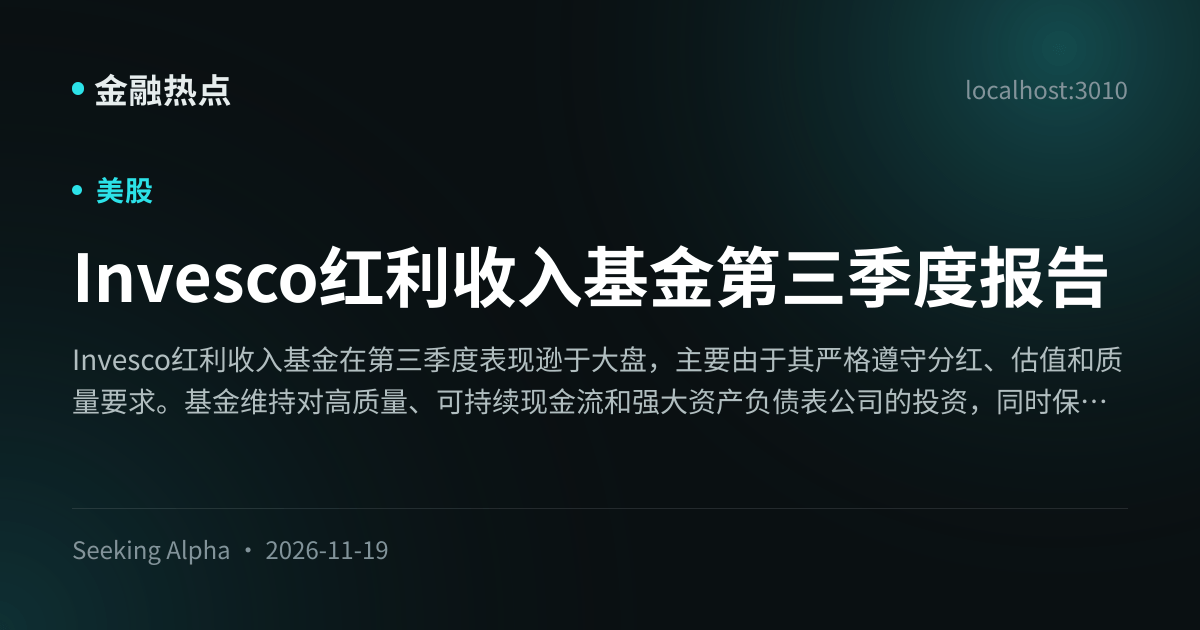 金融热点
localhost:3010
美股
Invesco红利收入基金第三季度报告
Invesco红利收入基金在第三季度表现逊于大盘，主要由于其严格遵守分红、估值和质
量要求。基金维持对高质量、可持续现金流和强大资产负债表公司的投资，同时保…
Seeking Alpha · 2026-11-19